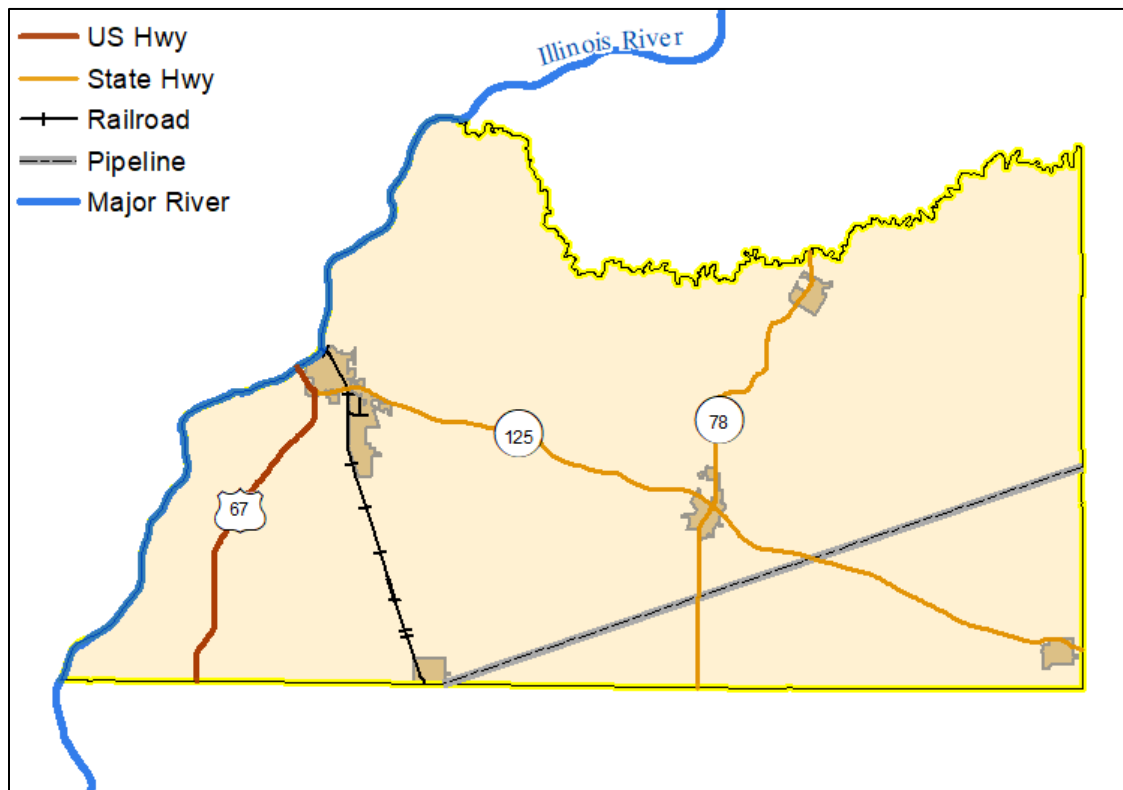 US Hwy
State Hwy
Railroad
Pipeline
Major River
Illinois River
125
78
67